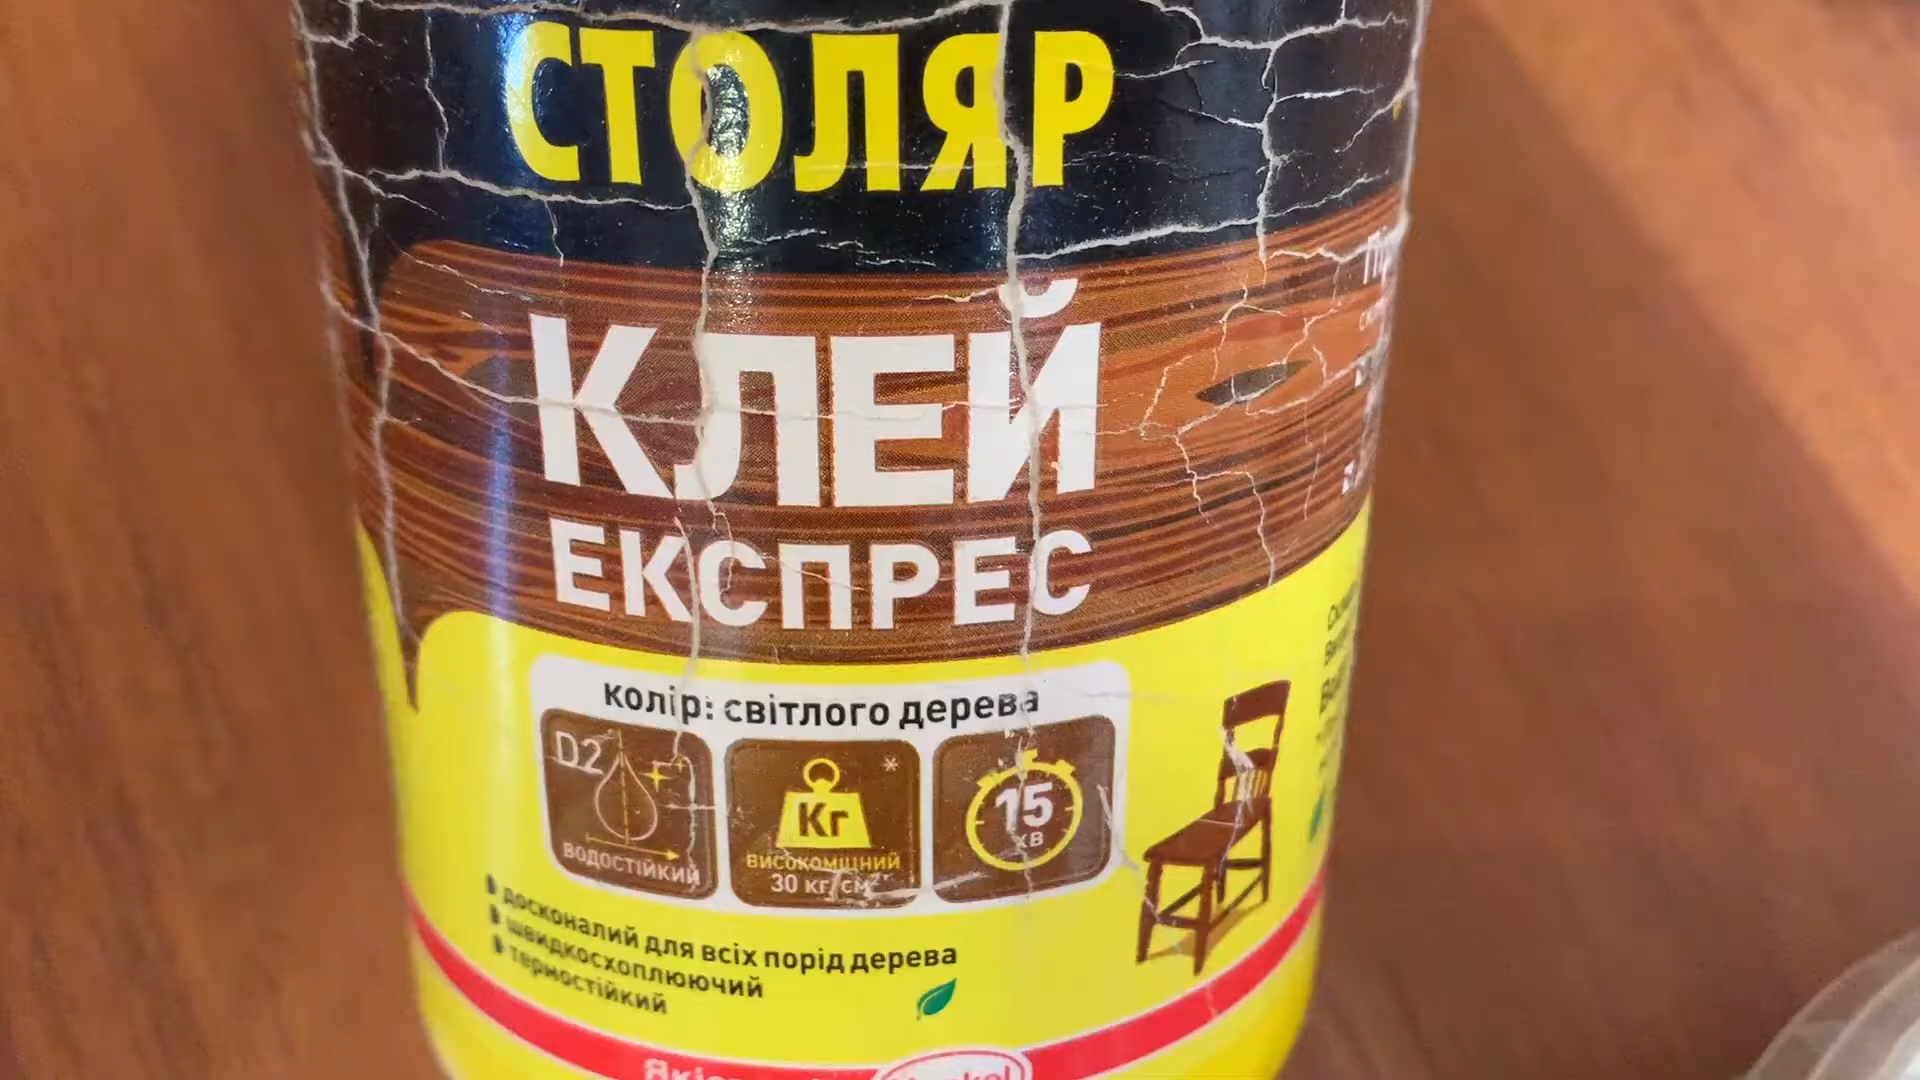 СТОЛЯР
КЛЕЙ
ЕКСПРЕС
колір: світлого дерева
D2
водостійкий
Кг
*
високоміцний
30 кг/см²
15
хв
досконалий для всіх порід дерева
швидкосхоплюючий
термостійкий
Henkel